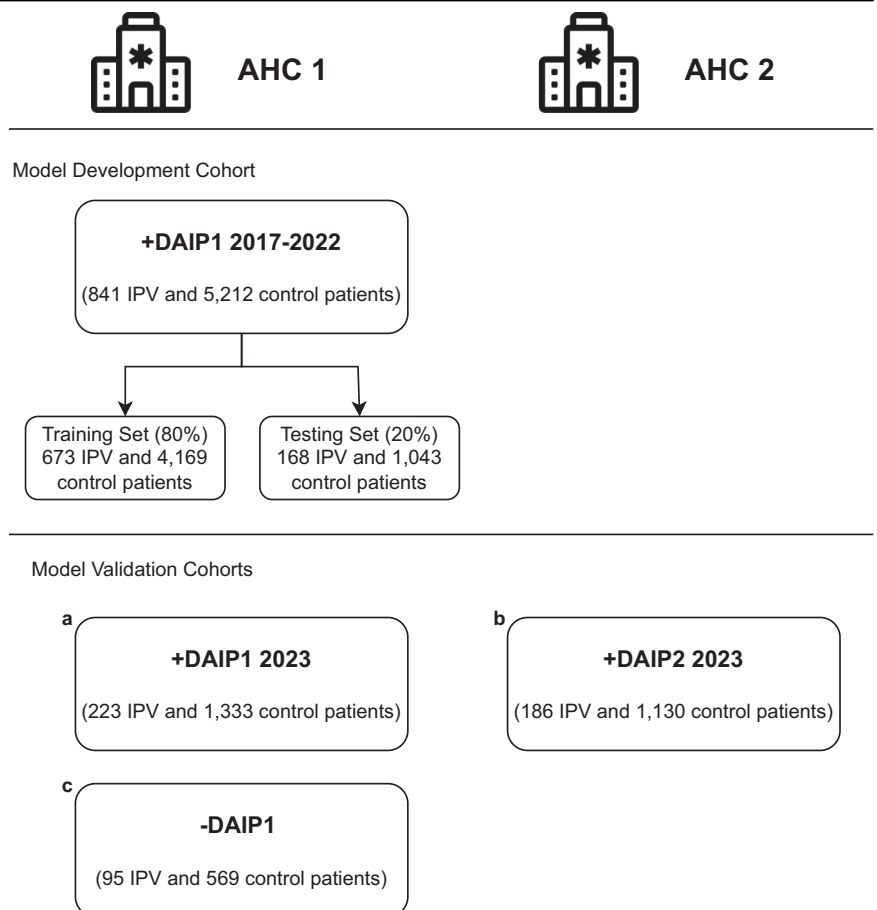 AHC 1
AHC 2
Model Development Cohort
+DAIP1 2017-2022
(841 IPV and 5,212 control patients)
Training Set (80%)
673 IPV and 4,169
control patients
Testing Set (20%)
168 IPV and 1,043
control patients
Model Validation Cohorts
a
+DAIP1 2023
(223 IPV and 1,333 control patients)
b
+DAIP2 2023
(186 IPV and 1,130 control patients)
c
-DAIP1
(95 IPV and 569 control patients)